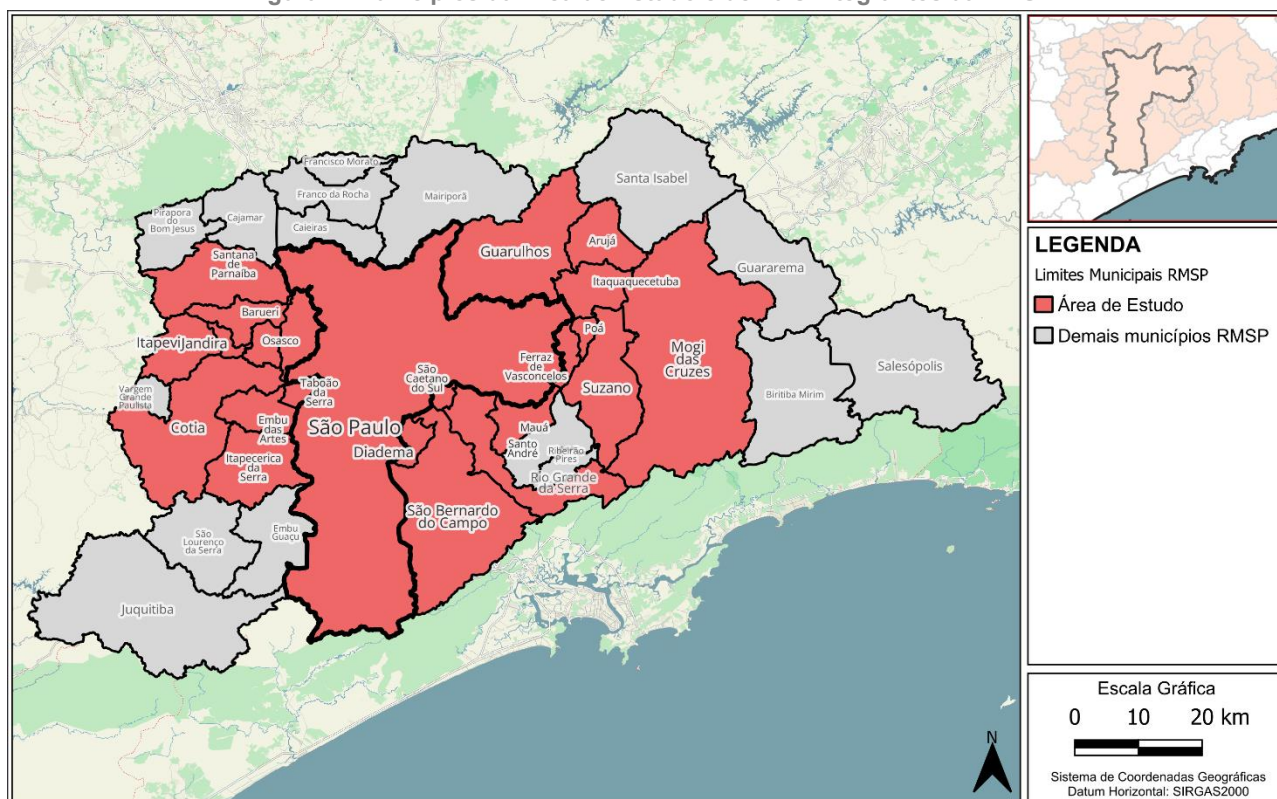 Francisco Morato
Franco da Rocha
Mairiporã
Santa Isabel
Pirapora
do
Bom Jesus
Cajamar
Caieiras
Guarulhos
Arujá
Santana
de
Parnaíba
Guararema
Itaquaquecetuba
Barueri
Poá
Itapevi
Jandira
Osasco
Mogi
das
Cruzes
Salesópolis
Ferraz
de
Vasconcelos
São
Caetano
do Sul
Suzano
Taboão
da
Serra
Vargem
Grande
Paulista
Biritiba Mirim
Cotia
Embu
das
Artes
São Paulo
Mauá
Diadema
Santo
André
Ribeirão
Pires
Itapecerica
da
Serra
Rio Grande
da Serra
São Bernardo
do Campo
Embu
Guaçu
São
Lourenço
da Serra
Juquitiba
N
LEGENDA
Limites Municipais RMSP
Área de Estudo
Demais municípios RMSP
Escala Gráfica
0 10 20 km
Sistema de Coordenadas Geográficas
Datum Horizontal: SIRGAS2000